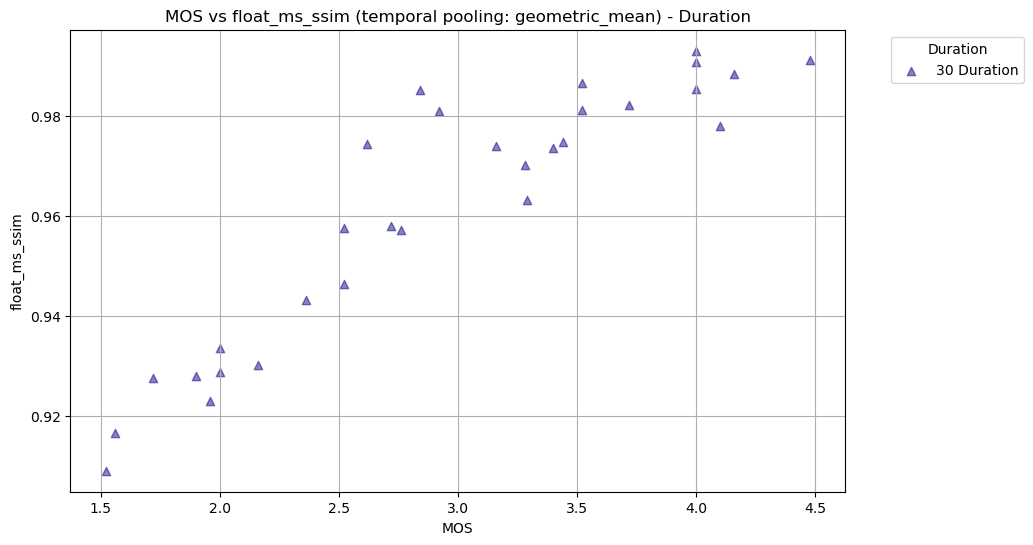 MOS vs float_ms_ssim (temporal pooling: geometric_mean) - Duration
Duration
30 Duration
float_ms_ssim
0.98
0.96
0.94
0.92
1.5 2.0 2.5 3.0 3.5 4.0 4.5
MOS